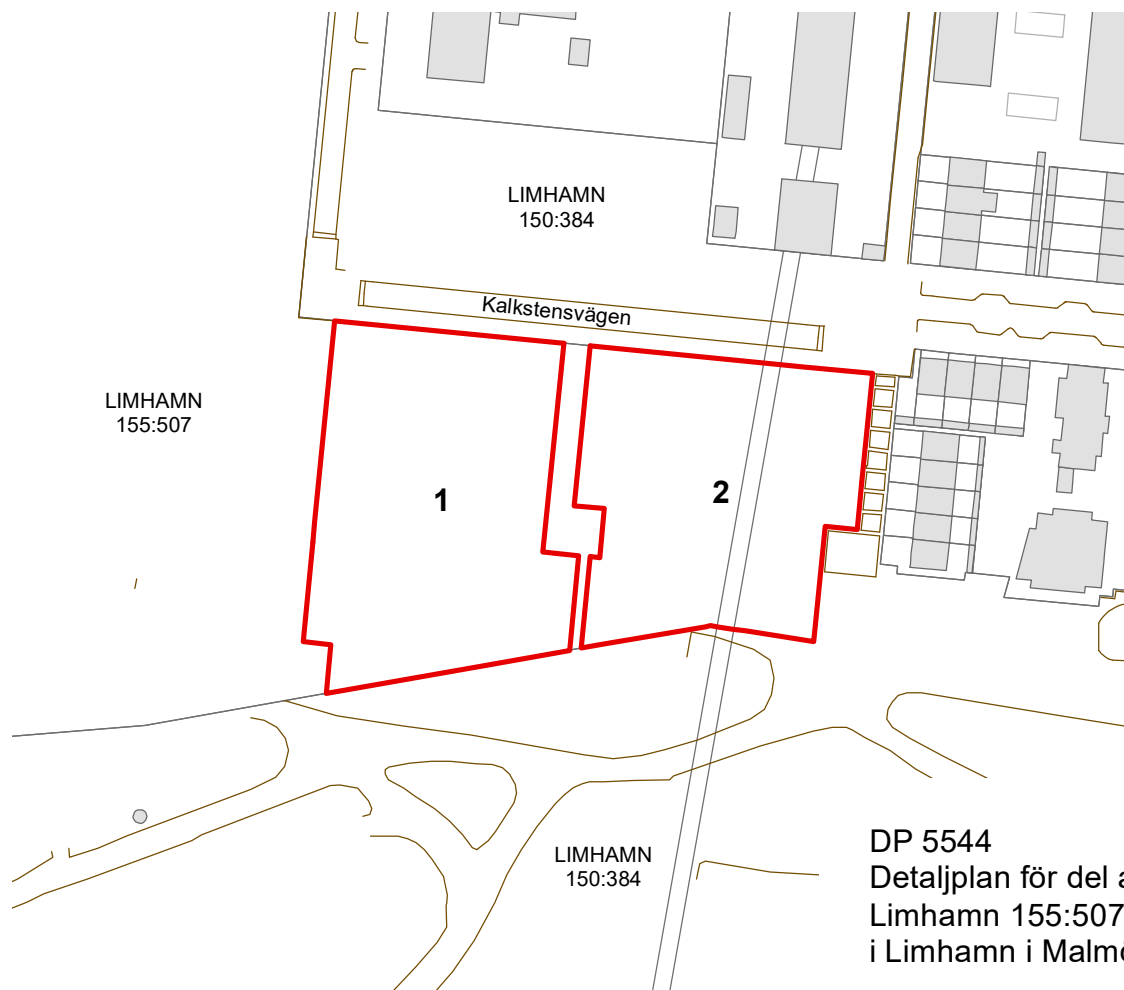 LIMHAMN
150:384
Kalkstensvägen
LIMHAMN
155:507
1
2
LIMHAMN
150:384
DP 5544
Detaljplan för del
Limhamn 155:507
i Limhamn i